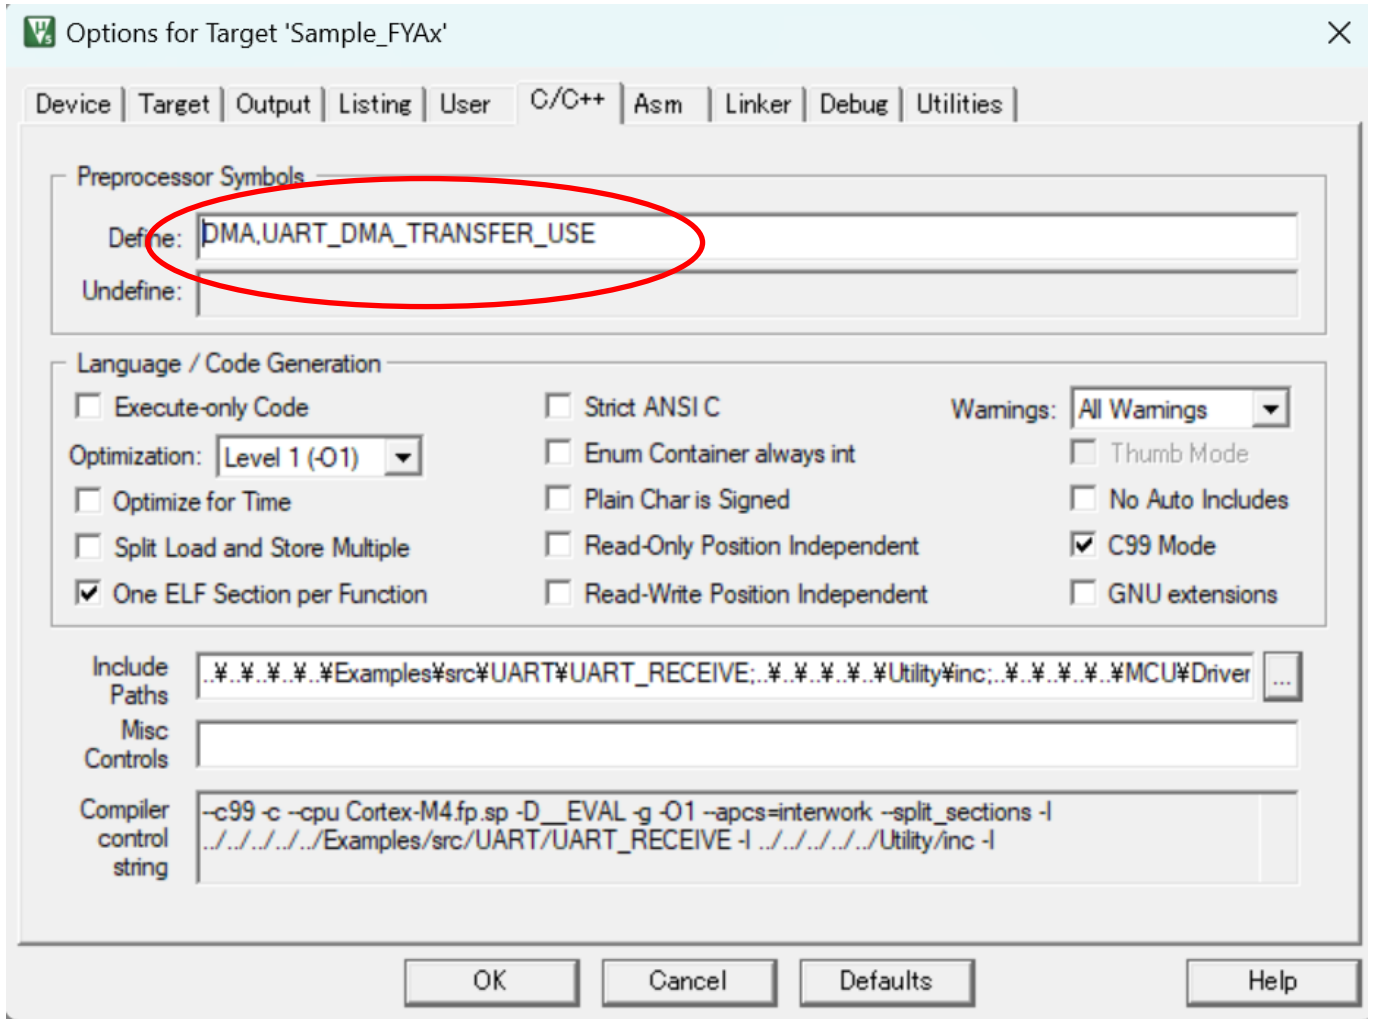 Options for Target 'Sample_FYAx'
Device Target Output Listing User C/C++ Asm Linker Debug Utilities
Preprocessor Symbols
Define: DMA,UART_DMA_TRANSFER_USE
Undefine:
Language / Code Generation
Execute-only Code Strict ANSI C Warnings: All Warnings
Optimization: Level 1 (-O1) Enum Container always int Thumb Mode
Optimize for Time Plain Char is Signed No Auto Includes
Split Load and Store Multiple Read-Only Position Independent C99 Mode
One ELF Section per Function Read-Write Position Independent GNU extensions
Include Paths ..¥..¥..¥..¥..¥Examples¥src¥UART¥UART_RECEIVE;..¥..¥..¥..¥..¥Utility¥inc;..¥..¥..¥..¥..¥MCU¥Driver ...
Misc Controls
Compiler control string --c99 -c --cpu Cortex-M4.fp.sp -D__EVAL -g -O1 --apcs=interwork --split_sections -I
../../../../../Examples/src/UART/UART_RECEIVE -I ../../../../../Utility/inc -I
OK Cancel Defaults Help